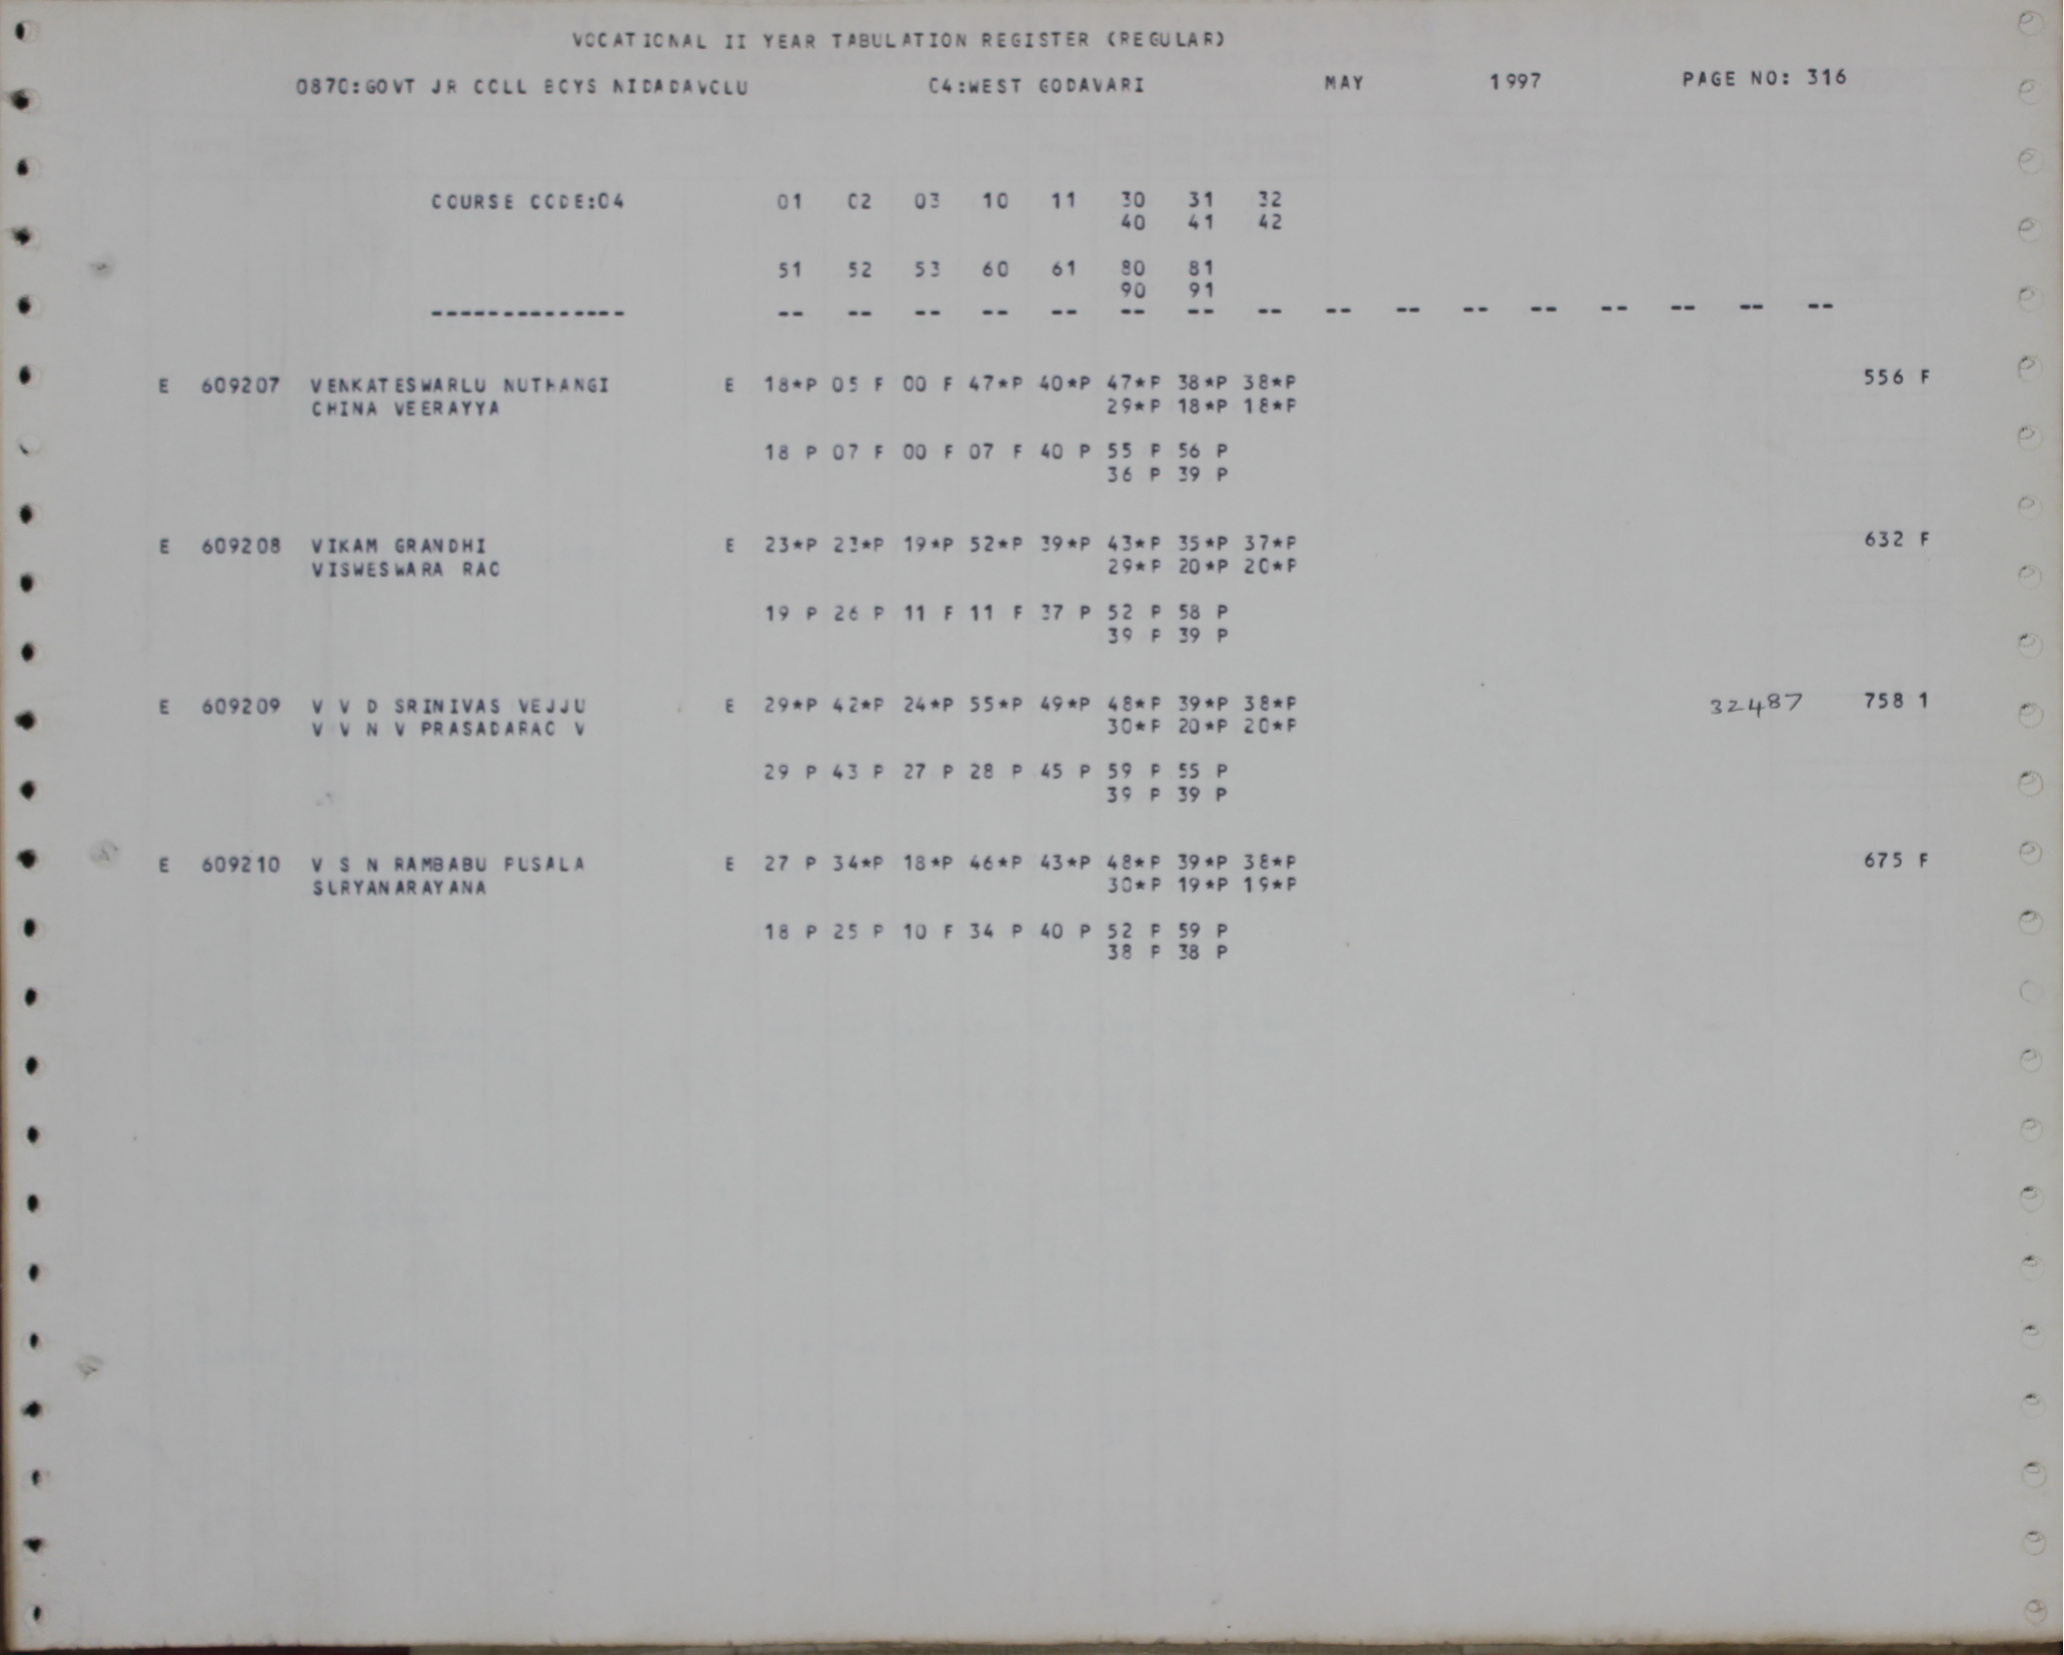 VOCATIONAL II YEAR TABULATION REGISTER (REGULAR)
0870:GOVT JR COLL BOYS NIDADAVOLU 04:WEST GODAVARI MAY 1997 PAGE NO: 316
COURSE CODE:04 01 02 03 10 11 30 31 32
40 41 42
51 52 53 60 61 80 81
90 91
-------------- -- -- -- -- -- -- -- -- -- -- -- -- -- -- -- --
E 609207 VENKATESWARLU NUTHANGI E 18*P 05 F 00 F 47*P 40*P 47*P 38*P 38*P 556 F
CHINA VEERAYYA 29*P 18*P 18*P
18 P 07 F 00 F 07 F 40 P 55 P 56 P
36 P 39 P
E 609208 VIKAM GRANDHI E 23*P 23*P 19*P 52*P 39*P 43*P 35*P 37*P 632 F
VISWESWARA RAO 29*P 20*P 20*P
19 P 26 P 11 F 11 F 37 P 52 P 58 P
39 P 39 P
E 609209 V V D SRINIVAS VEJJU E 29*P 42*P 24*P 55*P 49*P 48*P 39*P 38*P 32487 758 1
V V N V PRASADARAO V 30*P 20*P 20*P
29 P 43 P 27 P 28 P 45 P 59 P 55 P
39 P 39 P
E 609210 V S N RAMBABU PUSALA E 27 P 34*P 18*P 46*P 43*P 48*P 39*P 38*P 675 F
SURYANARAYANA 30*P 19*P 19*P
18 P 25 P 10 F 34 P 40 P 52 P 59 P
38 P 38 P